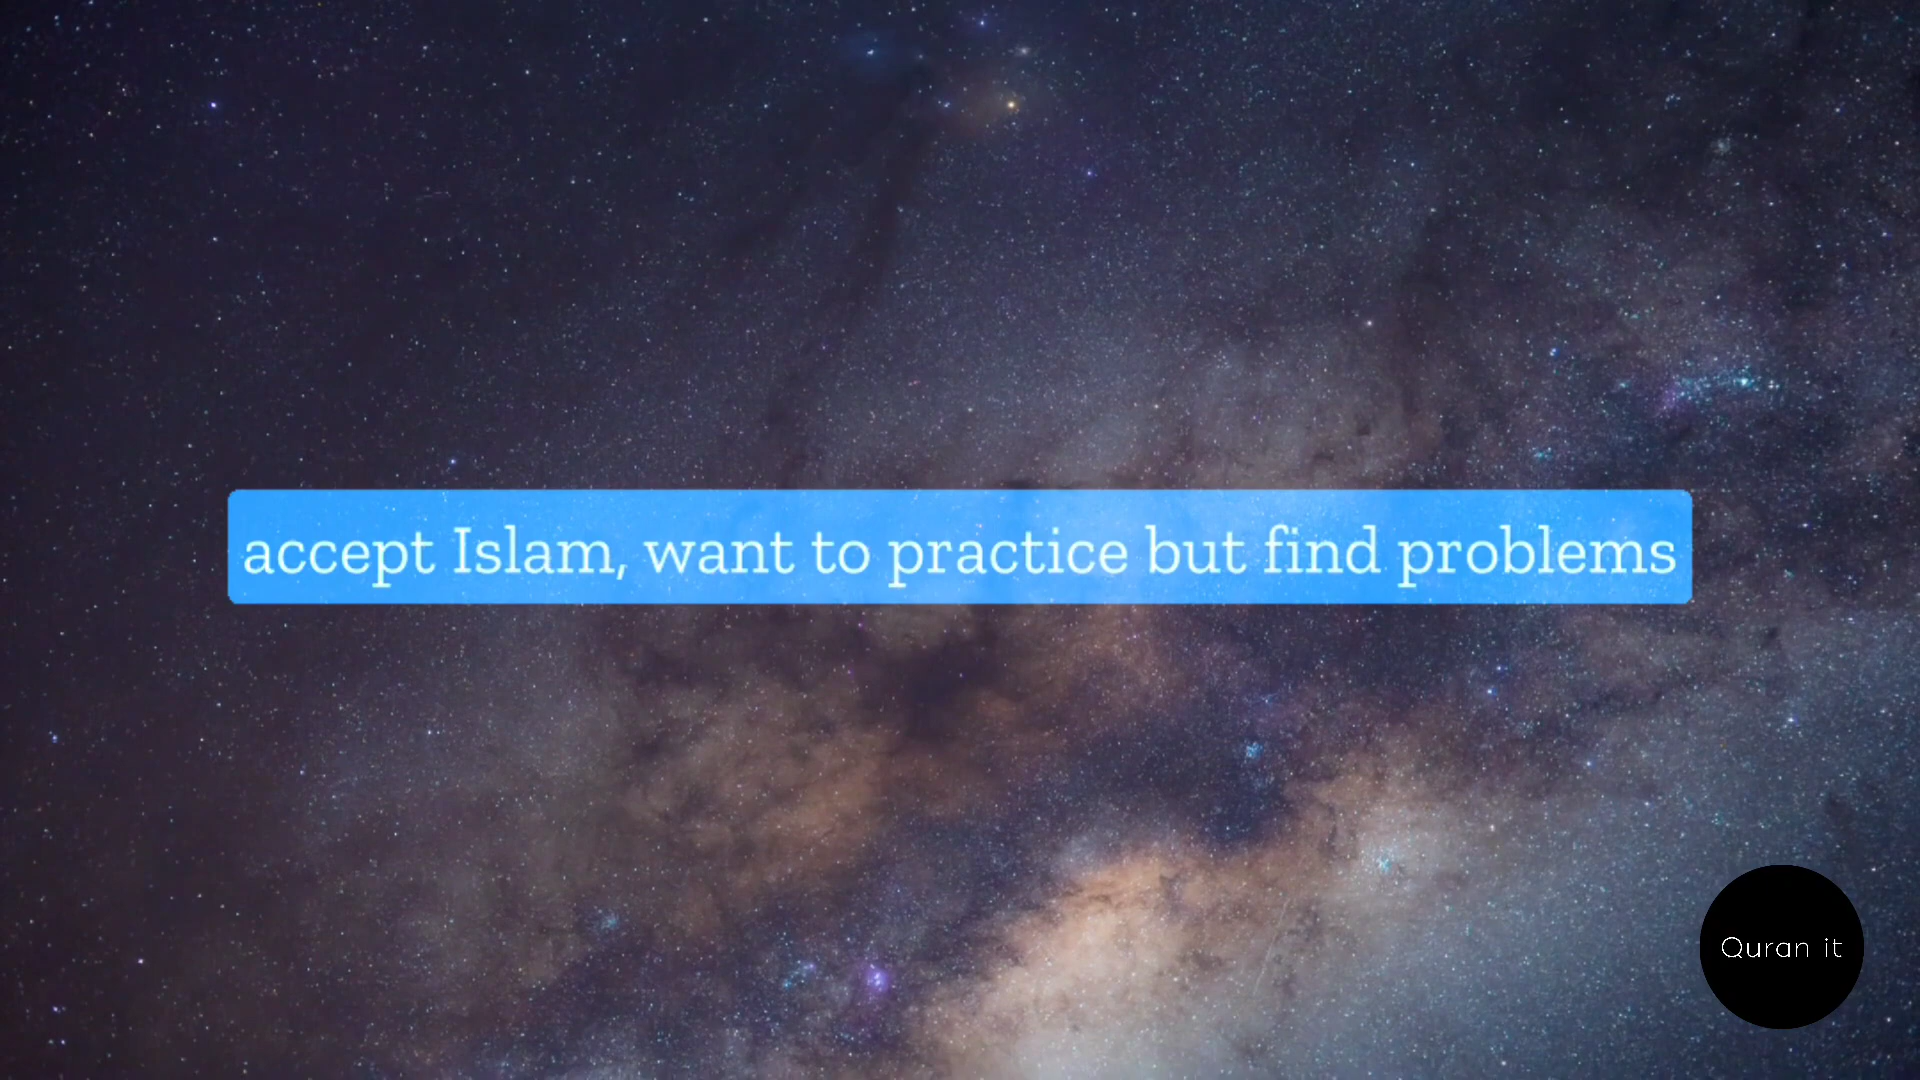 accept Islam, want to practice but find problems
Quran it